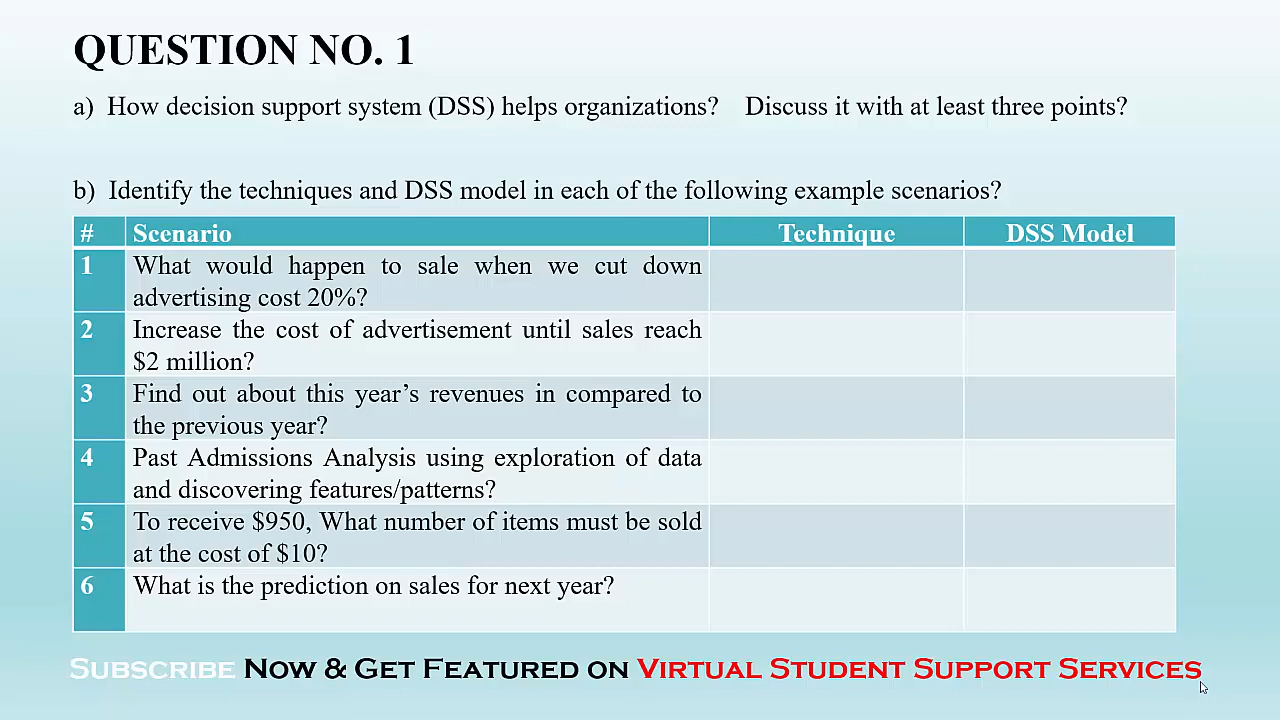 QUESTION NO. 1
a) How decision support system (DSS) helps organizations? Discuss it with at least three points?
b) Identify the techniques and DSS model in each of the following example scenarios?
# Scenario Technique DSS Model
1 What would happen to sale when we cut down
advertising cost 20%?
2 Increase the cost of advertisement until sales reach
$2 million?
3 Find out about this year’s revenues in compared to
the previous year?
4 Past Admissions Analysis using exploration of data
and discovering features/patterns?
5 To receive $950, What number of items must be sold
at the cost of $10?
6 What is the prediction on sales for next year?
SUBSCRIBE NOW & GET FEATURED ON VIRTUAL STUDENT SUPPORT SERVICES